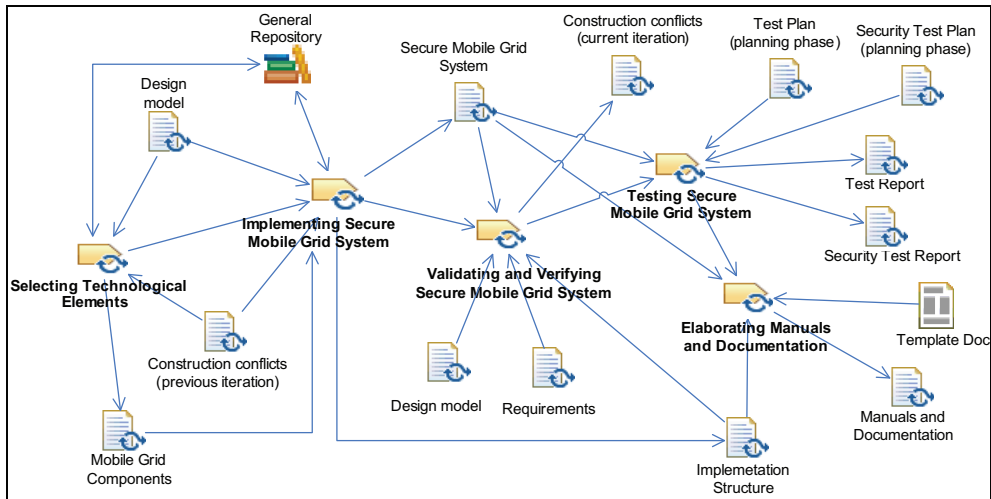 General
Repository
Design
model
Secure Mobile Grid
System
Construction conflicts
(current iteration)
Test Plan
(planning phase)
Security Test Plan
(planning phase)
Test Report
Security Test Report
Testing Secure
Mobile Grid System
Implementing Secure
Mobile Grid System
Selecting Technological
Elements
Validating and Verifying
Secure Mobile Grid System
Elaborating Manuals
and Documentation
Template Doc
Construction conflicts
(previous iteration)
Design model
Requirements
Manuals and
Documentation
Mobile Grid
Components
Implemetation
Structure